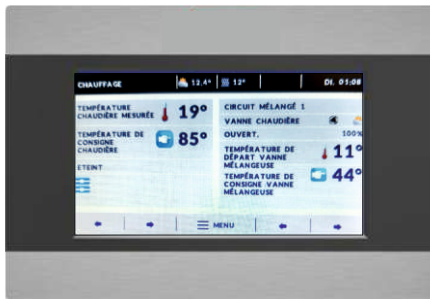 CHAUFFAGE
12.4° 12° DI. 01:08
TEMPÉRATURE
CHAUDIÈRE MESURÉE 19°
TEMPÉRATURE DE
CONSIGNE
CHAUDIÈRE
85°
ETEINT
CIRCUIT MÉLANGÉ 1
VANNE CHAUDIÈRE
OUVERT. 100%
TEMPÉRATURE DE
DÉPART VANNE
MÉLANGEUSE
11°
TEMPÉRATURE DE
CONSIGNE VANNE
MÉLANGEUSE
44°
MENU